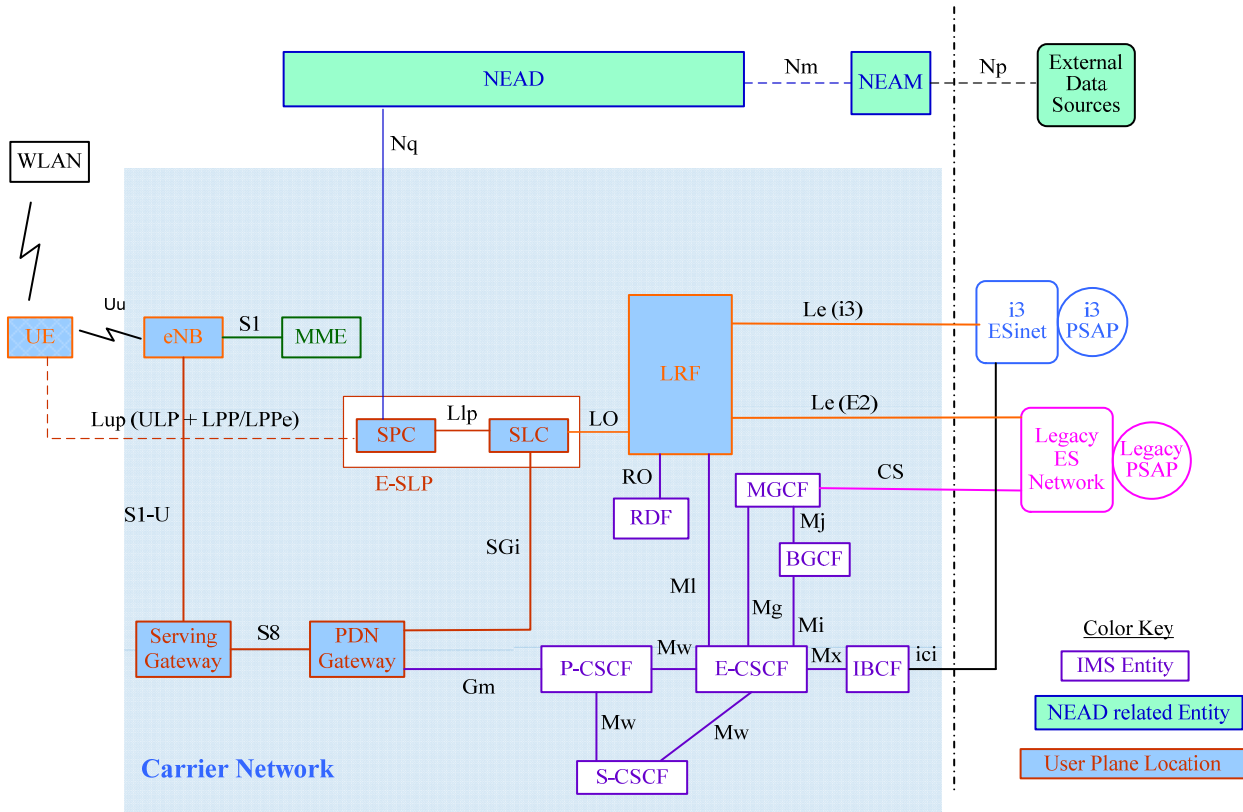 NEAD
Nm
NEAM
Np
External
Data
Sources
Nq
WLAN
Uu
UE
eNB
S1
MME
Lup (ULP + LPP/LPPe)
SPC
Llp
SLC
E-SLP
LO
LRF
Le (i3)
i3
ESinet
i3
PSAP
Le (E2)
Legacy
ES
Network
Legacy
PSAP
RO
RDF
MGCF
CS
Mj
BGCF
S1-U
SGi
Ml
Mg
Mi
Serving
Gateway
S8
PDN
Gateway
Gm
P-CSCF
Mw
E-CSCF
Mx
IBCF
ici
Mw
Mw
S-CSCF
Carrier Network
Color Key
IMS Entity
NEAD related Entity
User Plane Location